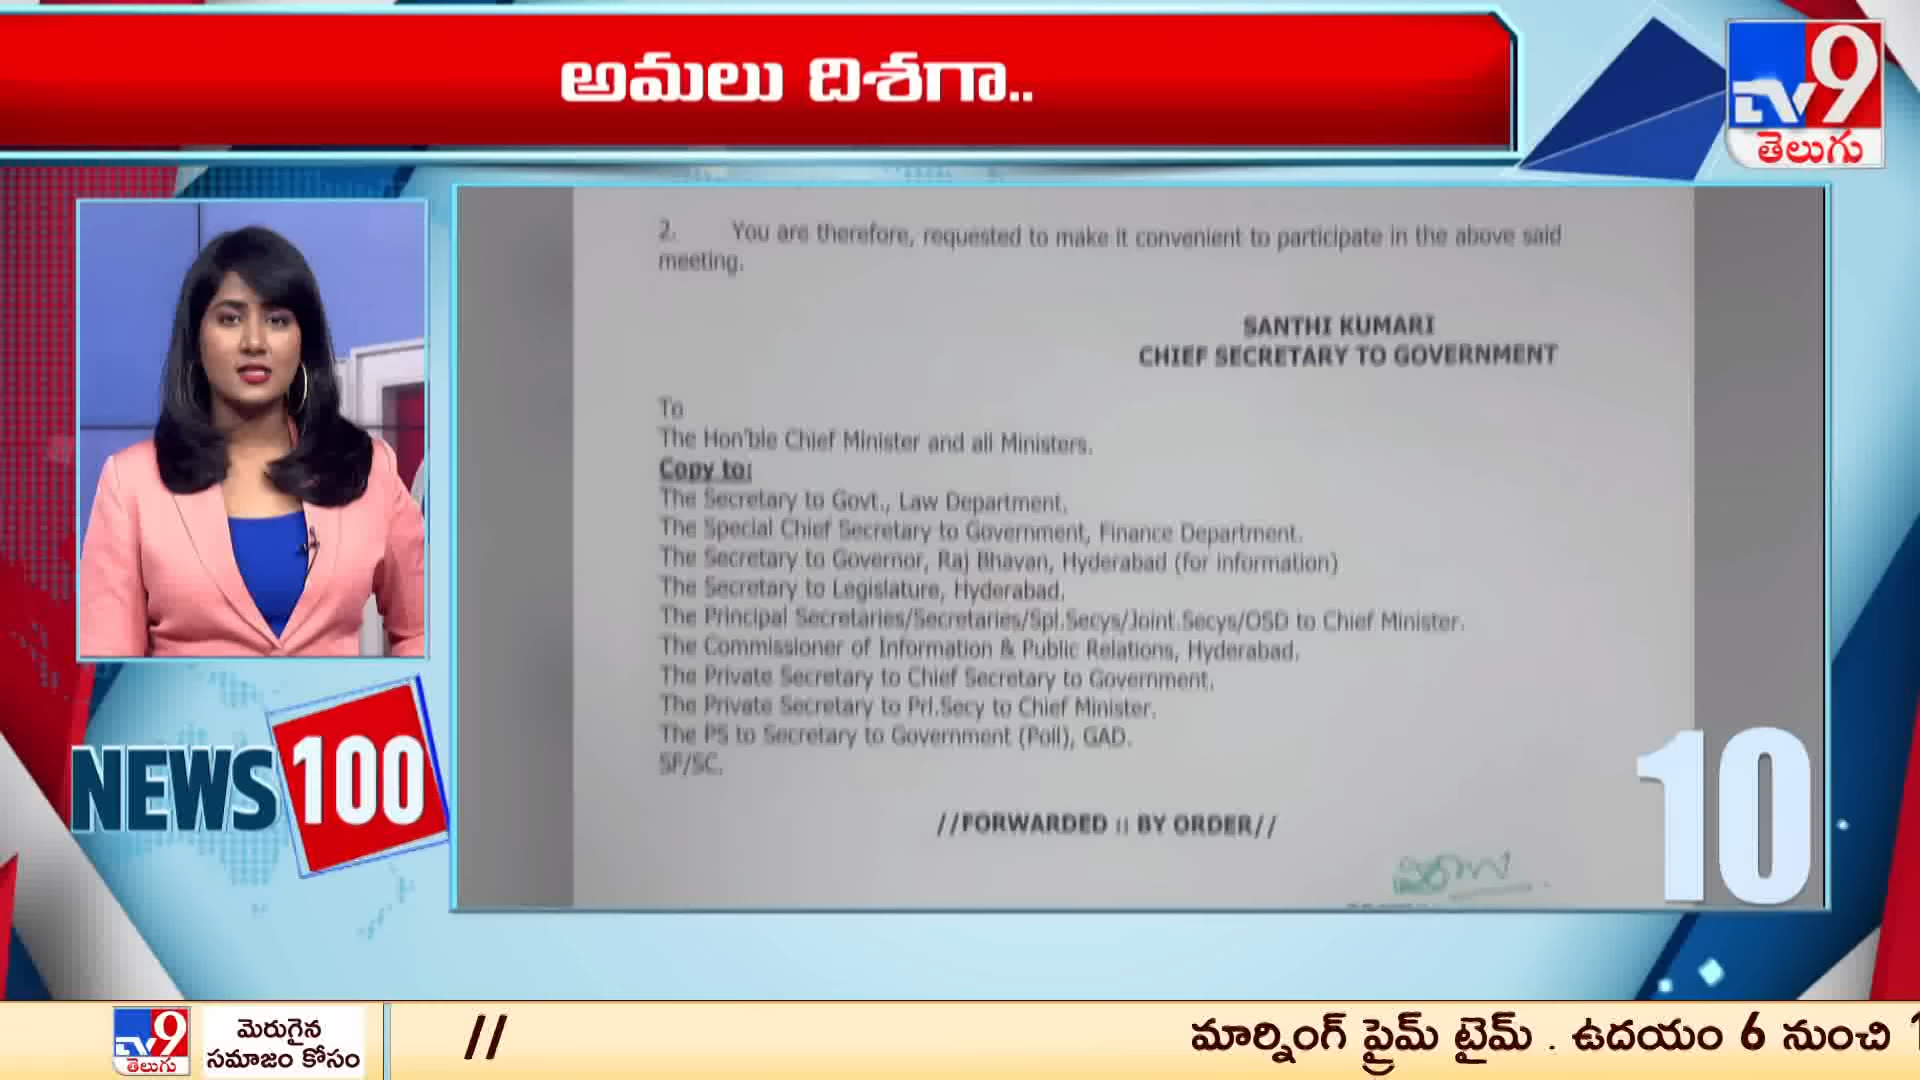 అమలు దిశగా..
TV9
తెలుగు
2. You are therefore, requested to make it convenient to participate in the above said
meeting.
SANTHI KUMARI
CHIEF SECRETARY TO GOVERNMENT
To
The Hon'ble Chief Minister and all Ministers.
Copy to:
The Secretary to Govt., Law Department.
The Special Chief Secretary to Government, Finance Department.
The Secretary to Governor, Raj Bhavan, Hyderabad (for information)
The Secretary to Legislature, Hyderabad.
The Principal Secretaries/Secretaries/Spl.Secys/Joint.Secys/OSD to Chief Minister.
The Commissioner of Information & Public Relations, Hyderabad.
The Private Secretary to Chief Secretary to Government.
The Private Secretary to Prl.Secy to Chief Minister.
The PS to Secretary to Government (Poll), GAD.
SF/SC.
//FORWARDED :: BY ORDER//
NEWS 100
10
TV9
తెలుగు
మెరుగైన
సమాజం కోసం
//
మార్నింగ్ ప్రైమ్ టైమ్ . ఉదయం 6 నుంచి